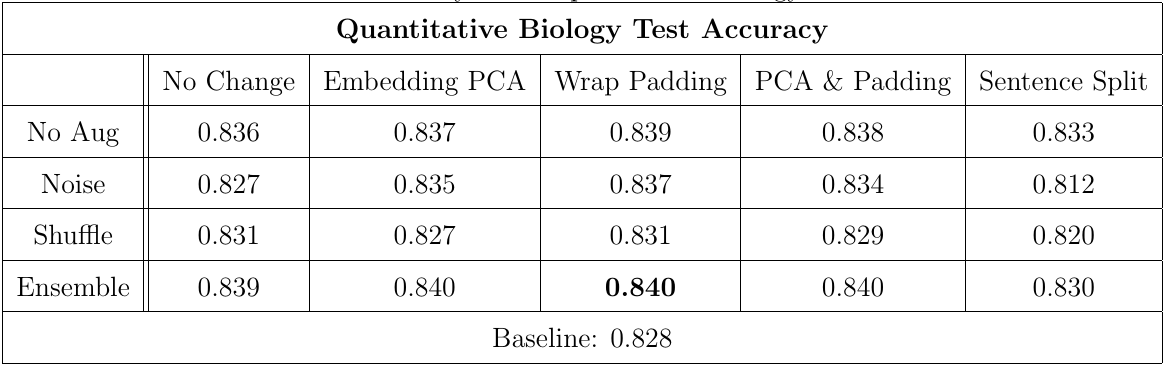 Quantitative Biology Test Accuracy
No Change Embedding PCA Wrap Padding PCA & Padding Sentence Split
No Aug 0.836 0.837 0.839 0.838 0.833
Noise 0.827 0.835 0.837 0.834 0.812
Shuffle 0.831 0.827 0.831 0.829 0.820
Ensemble 0.839 0.840 0.840 0.840 0.830
Baseline: 0.828